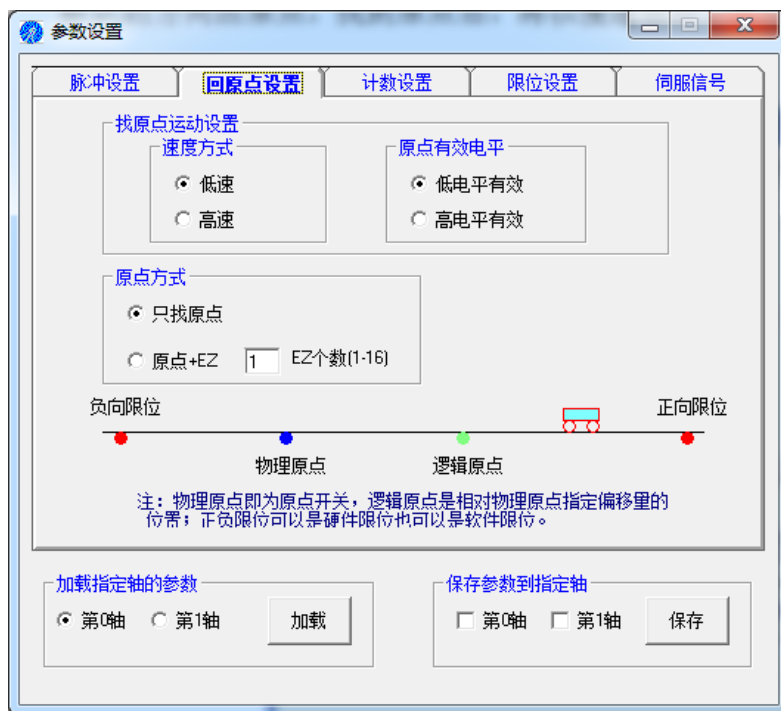 参数设置
脉冲设置 回原点设置 计数设置 限位设置 伺服信号
找原点运动设置
速度方式 原点有效电平
低速 低电平有效
高速 高电平有效
原点方式
只找原点
原点+EZ 1 EZ个数(1-16)
负向限位 正向限位
物理原点 逻辑原点
注：物理原点即为原点开关，逻辑原点是相对物理原点指定偏移量的
位置；正负限位可以是硬件限位也可以是软件限位。
加载指定轴的参数 保存参数到指定轴
第0轴 第1轴 加载 第0轴 第1轴 保存